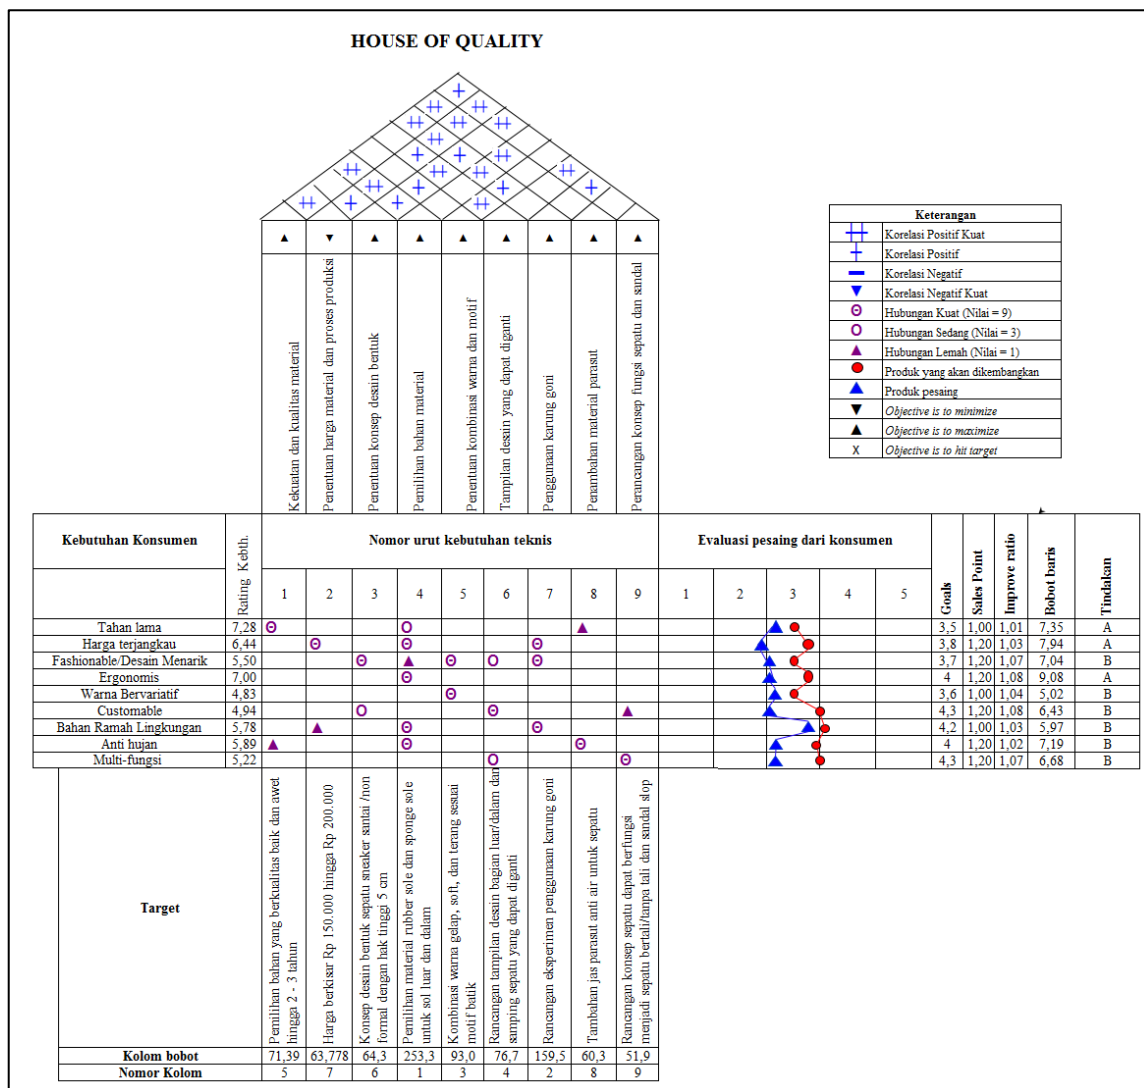 HOUSE OF QUALITY
Keterangan
Korelasi Positif Kuat
Korelasi Positif
Korelasi Negatif
Korelasi Negatif Kuat
Hubungan Kuat (Nilai = 9)
Hubungan Sedang (Nilai = 3)
Hubungan Lemah (Nilai = 1)
Produk yang akan dikembangkan
Produk pesaing
Objective is to minimize
Objective is to maximize
X Objective is to hit target
Kekuatan dan kualitas material
Penentuan harga material dan proses produksi
Penentuan konsep desain bentuk
Pemilihan bahan material
Penentuan kombinasi warna dan motif
Tampilan desain yang dapat diganti
Penggunaan karung goni
Penambahan material parasut
Perancangan konsep fungsi sepatu dan sandal
Kebutuhan Konsumen
Rating Kebth.
Nomor urut kebutuhan teknis
Evaluasi pesaing dari konsumen
Goals
Sales Point
Improve ratio
Bobot baris
Tindakan
1 2 3 4 5 6 7 8 9 1 2 3 4 5
Tahan lama 7,28 3,5 1,00 1,01 7,35 A
Harga terjangkau 6,44 3,8 1,20 1,03 7,94 A
Fashionable/Desain Menarik 5,50 3,7 1,20 1,07 7,04 B
Ergonomis 7,00 4 1,20 1,08 9,08 A
Warna Bervariatif 4,83 3,6 1,00 1,04 5,02 B
Customable 4,94 4,3 1,20 1,08 6,43 B
Bahan Ramah Lingkungan 5,78 4,2 1,00 1,03 5,97 B
Anti hujan 5,89 4 1,20 1,02 7,19 B
Multi-fungsi 5,22 4,3 1,20 1,07 6,68 B
Target
Pemilihan bahan yang berkualitas baik dan awet
hingga 2 - 3 tahun
Harga berkisar Rp 150.000 hingga Rp 200.000
Konsep desain bentuk sepatu sneaker santai /non
formal dengan hak tinggi 5 cm
Pemilihan material rubber sole dan sponge sole
untuk sol luar dan dalam
Kombinasi warna gelap, soft, dan terang sesuai
motif batik
Rancangan tampilan desain bagian luar/dalam dan
samping sepatu yang dapat diganti
Rancangan eksperimen penggunaan karung goni
Tambahan jas parasut anti air untuk sepatu
Rancangan konsep sepatu dapat berfungsi
menjadi sepatu bertali/tanpa tali dan sandal slop
Kolom bobot 71,39 63,778 64,3 253,3 93,0 76,7 159,5 60,3 51,9
Nomor Kolom 5 7 6 1 3 4 2 8 9